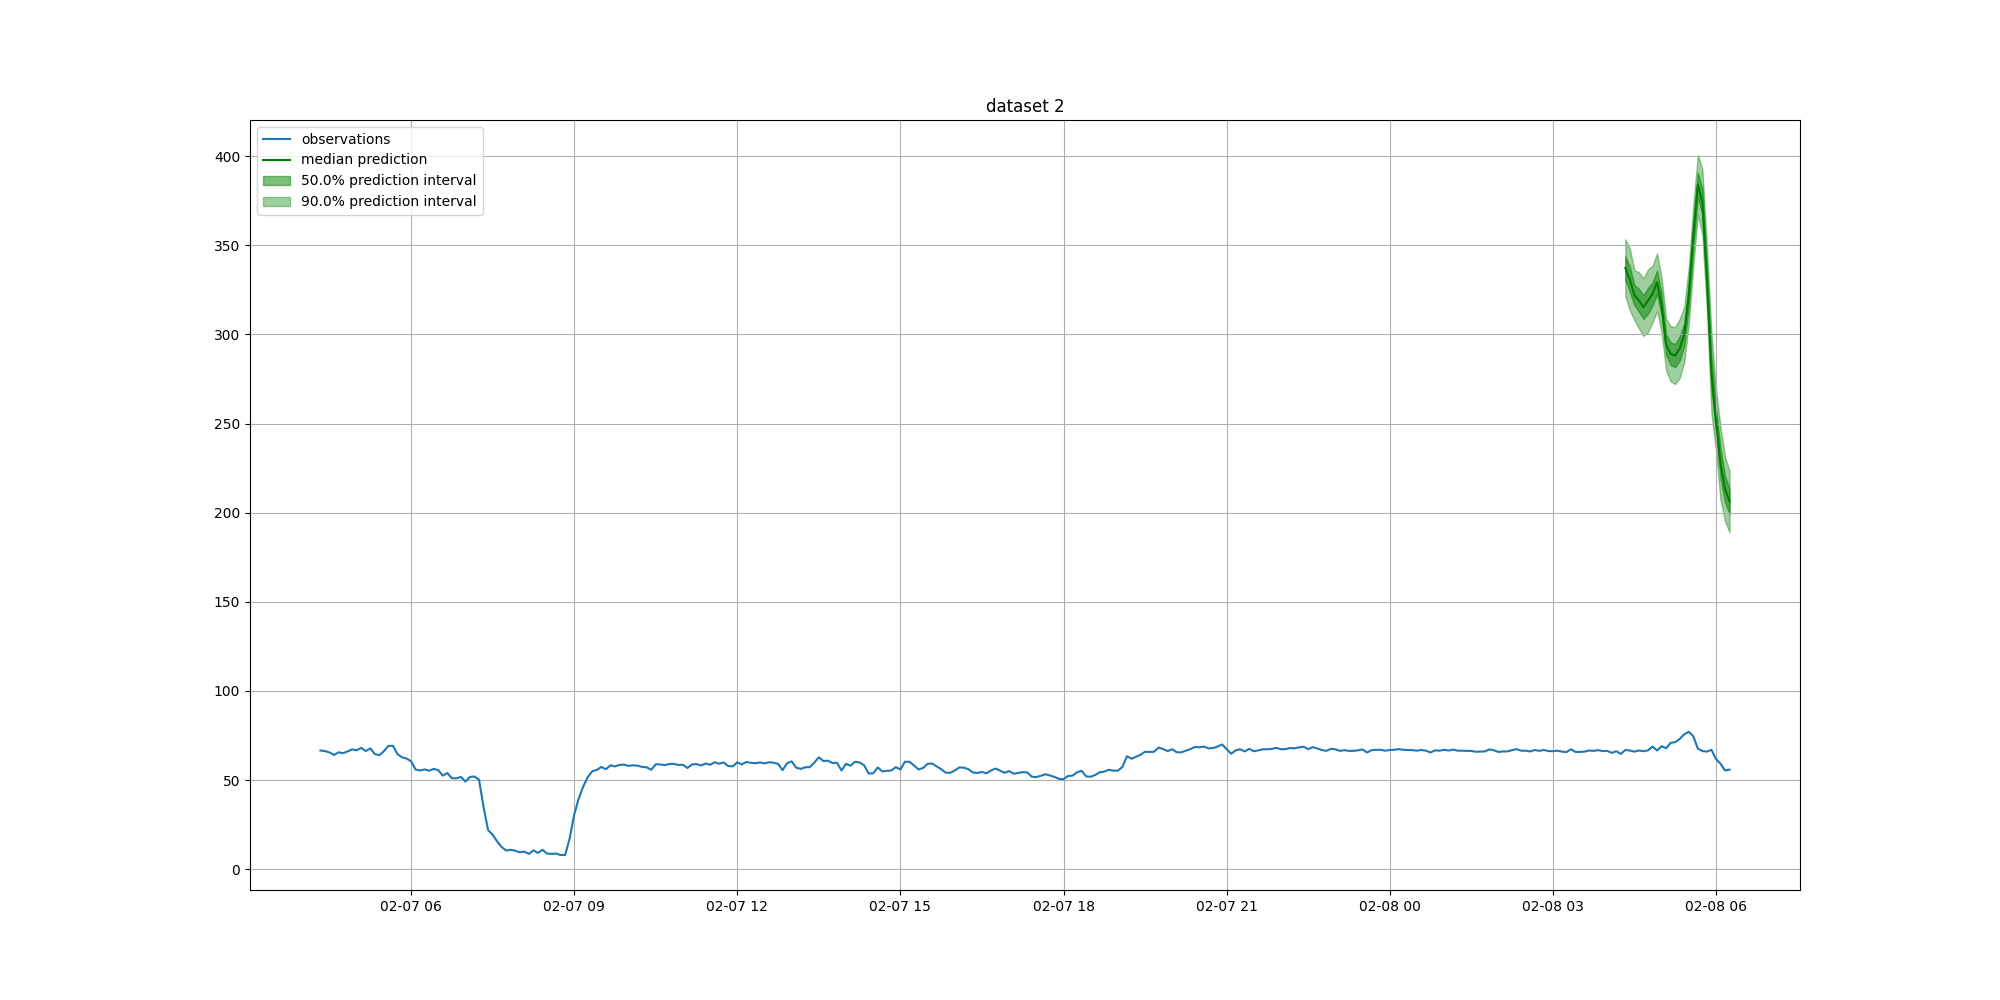 dataset 2
observations
median prediction
50.0% prediction interval
90.0% prediction interval
400
350
300
250
200
150
100
50
0
02-07 06 02-07 09 02-07 12 02-07 15 02-07 18 02-07 21 02-08 00 02-08 03 02-08 06